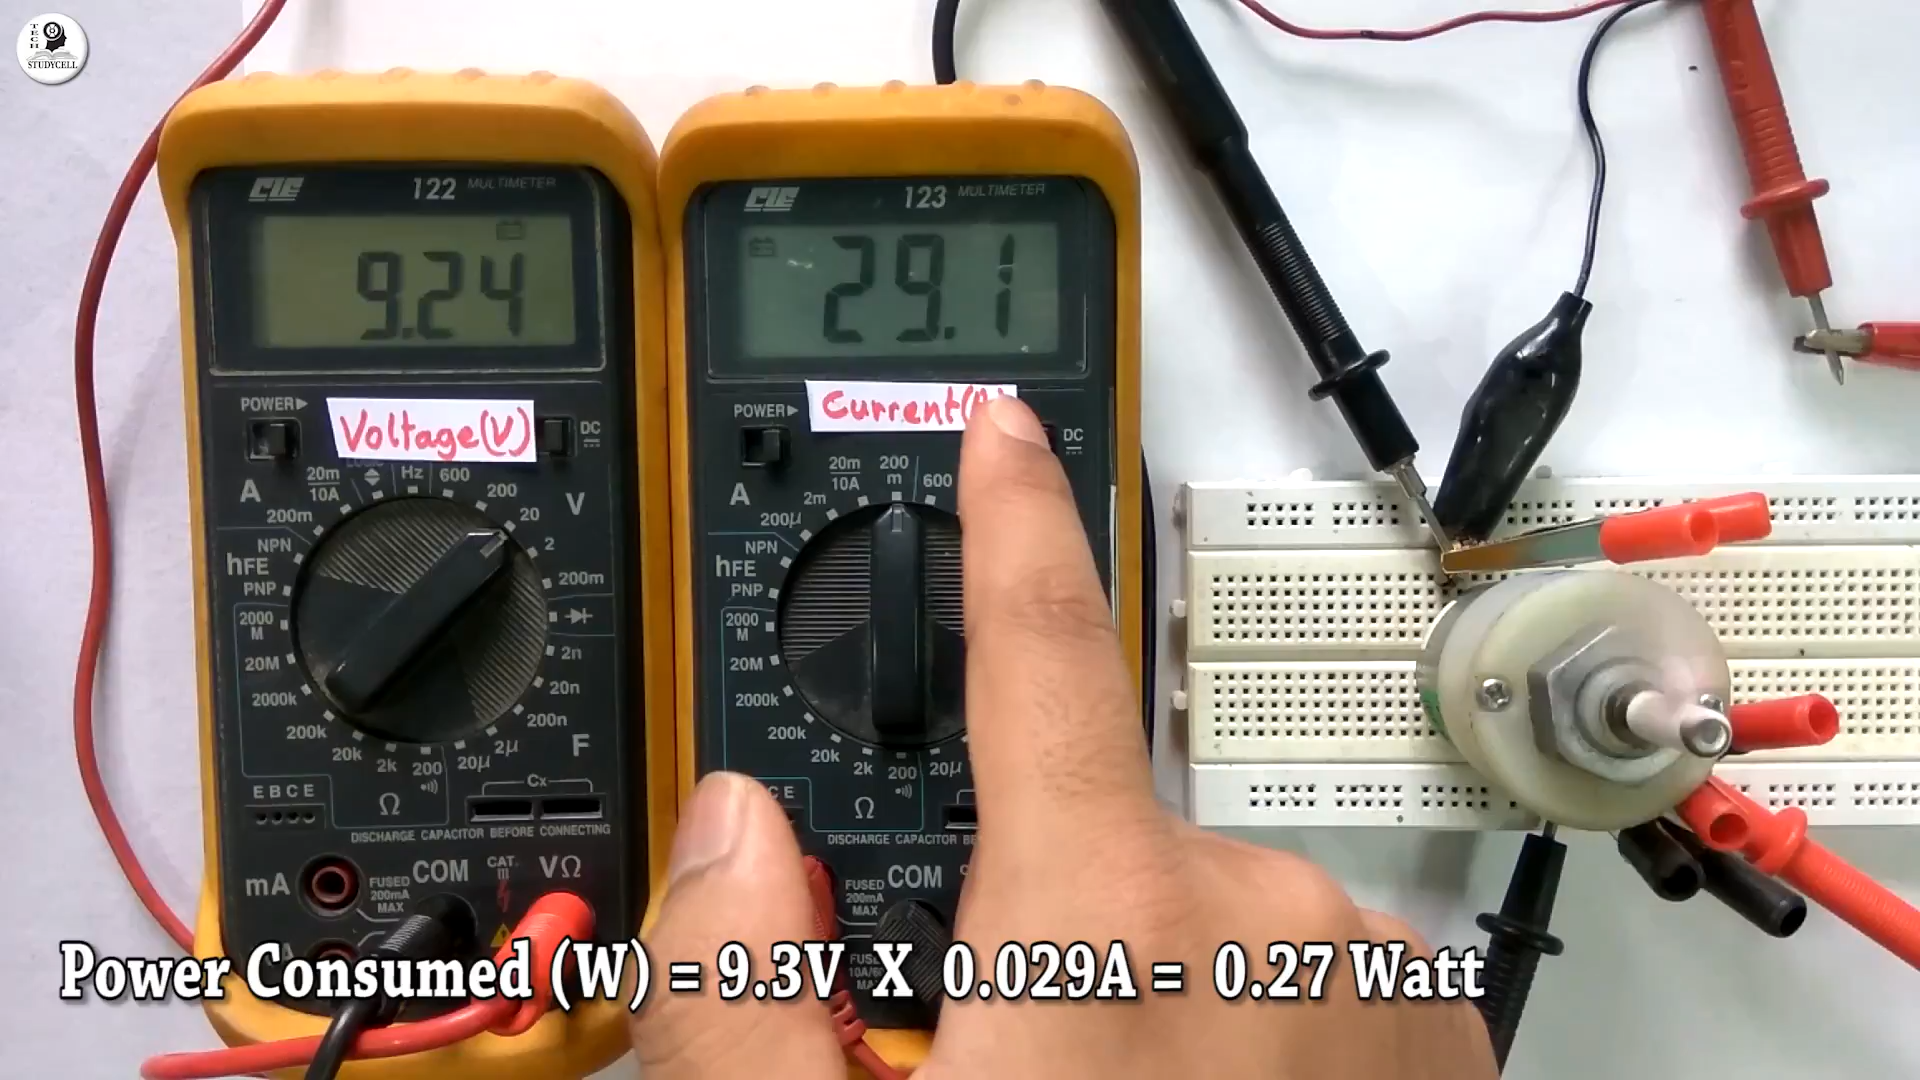 TECH
STUDYCELL
CIE 122 MULTIMETER
9.24
POWER
Voltage(V)
DC
A
20m
10A
Hz
600
200
V
200m
20
2
200m
NPN
hFE
PNP
2000
M
20M
2000k
200k
20k
2k
200
20µ
2µ
200n
20n
2n
F
Ω
Cx
E B C E
DISCHARGE CAPACITOR BEFORE CONNECTING
mA
FUSED
200mA
MAX
COM
CAT.
VΩ
CIE 123 MULTIMETER
29.1
POWER
Current(
DC
A
20m
10A
200
m
600
2m
200µ
NPN
hFE
PNP
2000
M
20M
2000k
200k
20k
2k
200
20µ
Ω
C E
DISCHARGE CAPACITOR
FUSED
200mA
MAX
COM
Power Consumed (W) = 9.3V X 0.029A = 0.27 Watt